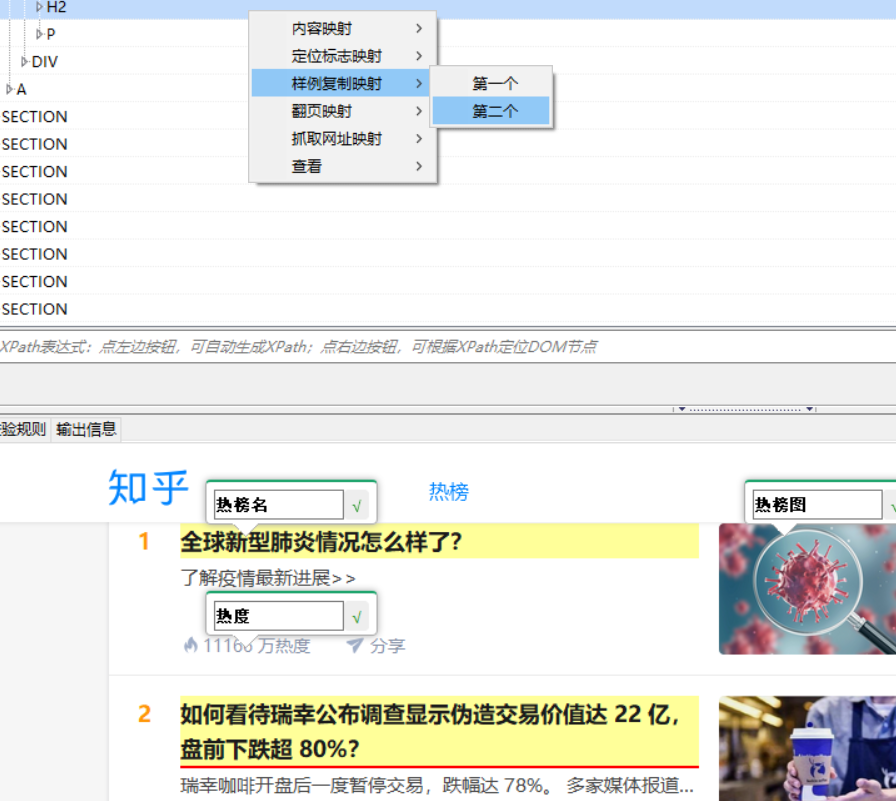 H2
P
DIV
A
SECTION
SECTION
SECTION
SECTION
SECTION
SECTION
SECTION
SECTION
内容映射
定位标志映射
样例复制映射
翻页映射
抓取网址映射
查看
第一个
第二个
XPath表达式：点左边按钮，可自动生成XPath；点右边按钮，可根据XPath定位DOM节点
验规则 输出信息
知乎 热榜名 √ 热榜 热榜图 √
1 全球新型肺炎情况怎么样了？
了解疫情最新进展>>
热度 √
万热度 分享
2 如何看待瑞幸公布调查显示伪造交易价值达 22 亿，
盘前下跌超 80%？
瑞幸咖啡开盘后一度暂停交易，跌幅达 78%。 多家媒体报道...